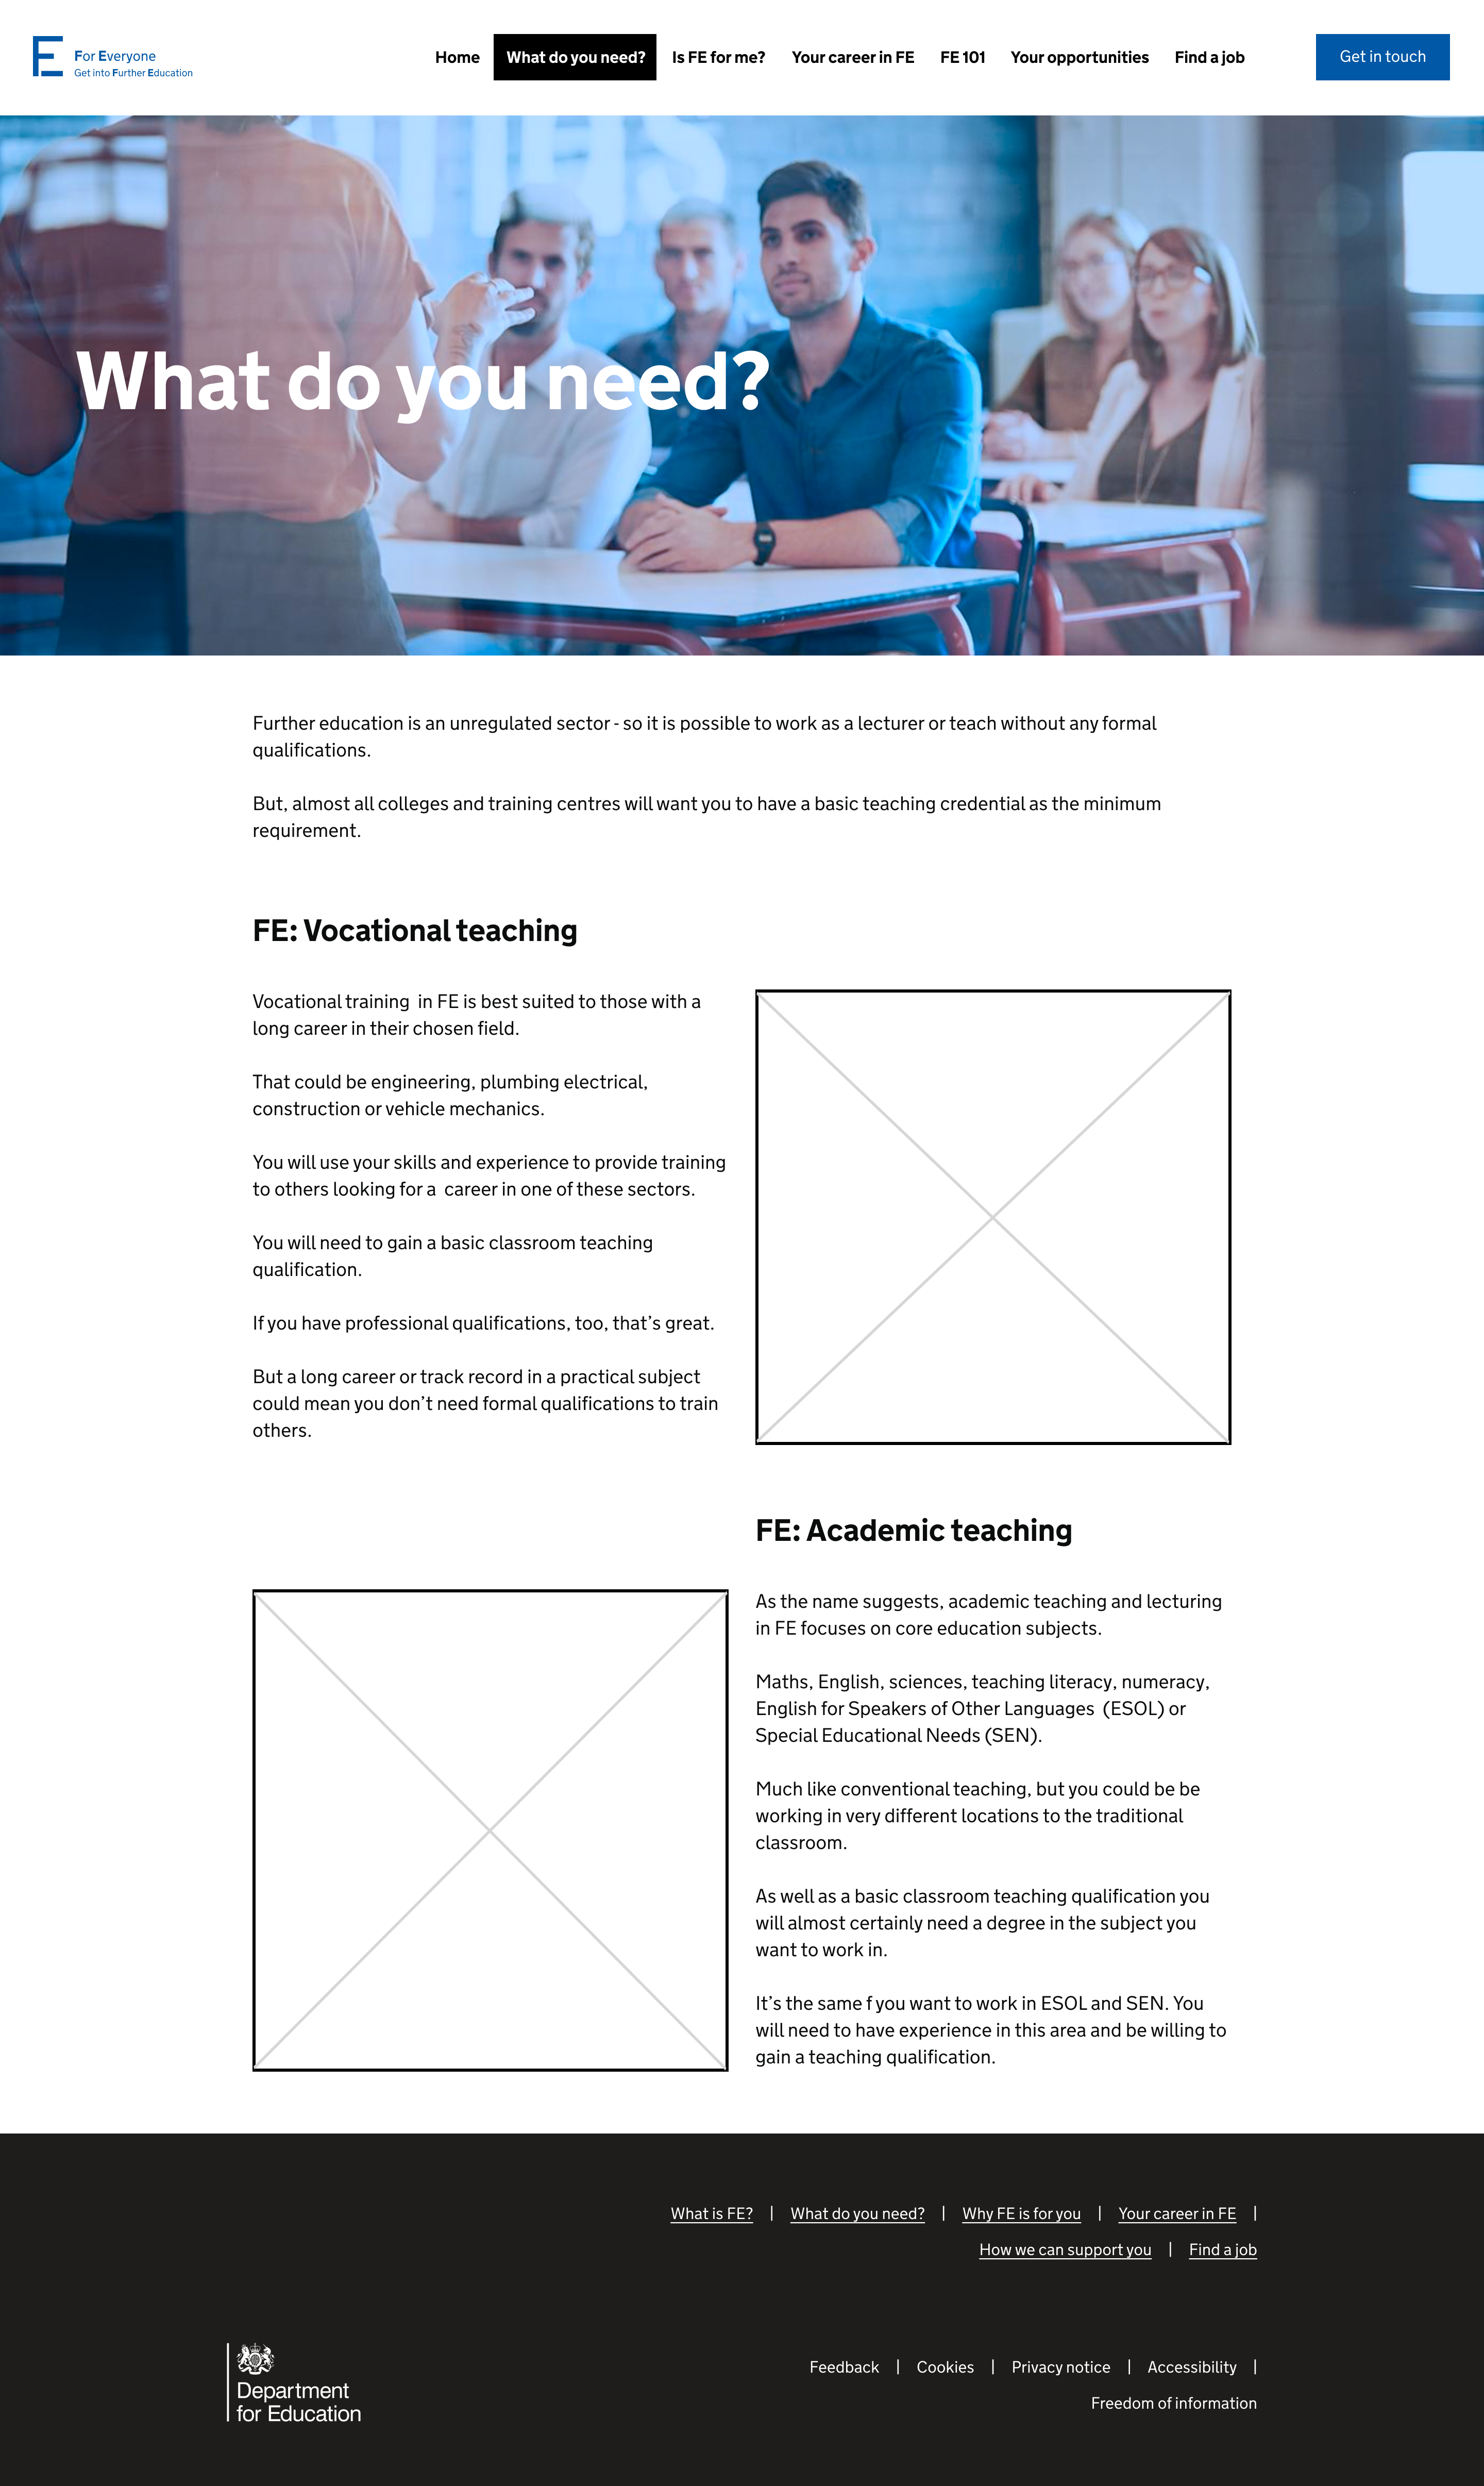 For Everyone
Get into Further Education
Home
What do you need?
Is FE for me?
Your career in FE
FE 101
Your opportunities
Find a job
Get in touch
What do you need?
Further education is an unregulated sector - so it is possible to work as a lecturer or teach without any formal
qualifications.
But, almost all colleges and training centres will want you to have a basic teaching credential as the minimum
requirement.
FE: Vocational teaching
Vocational training  in FE is best suited to those with a
long career in their chosen field.
That could be engineering, plumbing electrical,
construction or vehicle mechanics.
You will use your skills and experience to provide training
to others looking for a  career in one of these sectors.
You will need to gain a basic classroom teaching
qualification.
If you have professional qualifications, too, that’s great.
But a long career or track record in a practical subject
could mean you don’t need formal qualifications to train
others.
FE: Academic teaching
As the name suggests, academic teaching and lecturing
in FE focuses on core education subjects.
Maths, English, sciences, teaching literacy, numeracy,
English for Speakers of Other Languages  (ESOL) or
Special Educational Needs (SEN).
Much like conventional teaching, but you could be be
working in very different locations to the traditional
classroom.
As well as a basic classroom teaching qualification you
will almost certainly need a degree in the subject you
want to work in.
It’s the same f you want to work in ESOL and SEN. You
will need to have experience in this area and be willing to
gain a teaching qualification.
What is FE? | What do you need? | Why FE is for you | Your career in FE |
How we can support you | Find a job
Department
for Education
Feedback | Cookies | Privacy notice | Accessibility |
Freedom of information